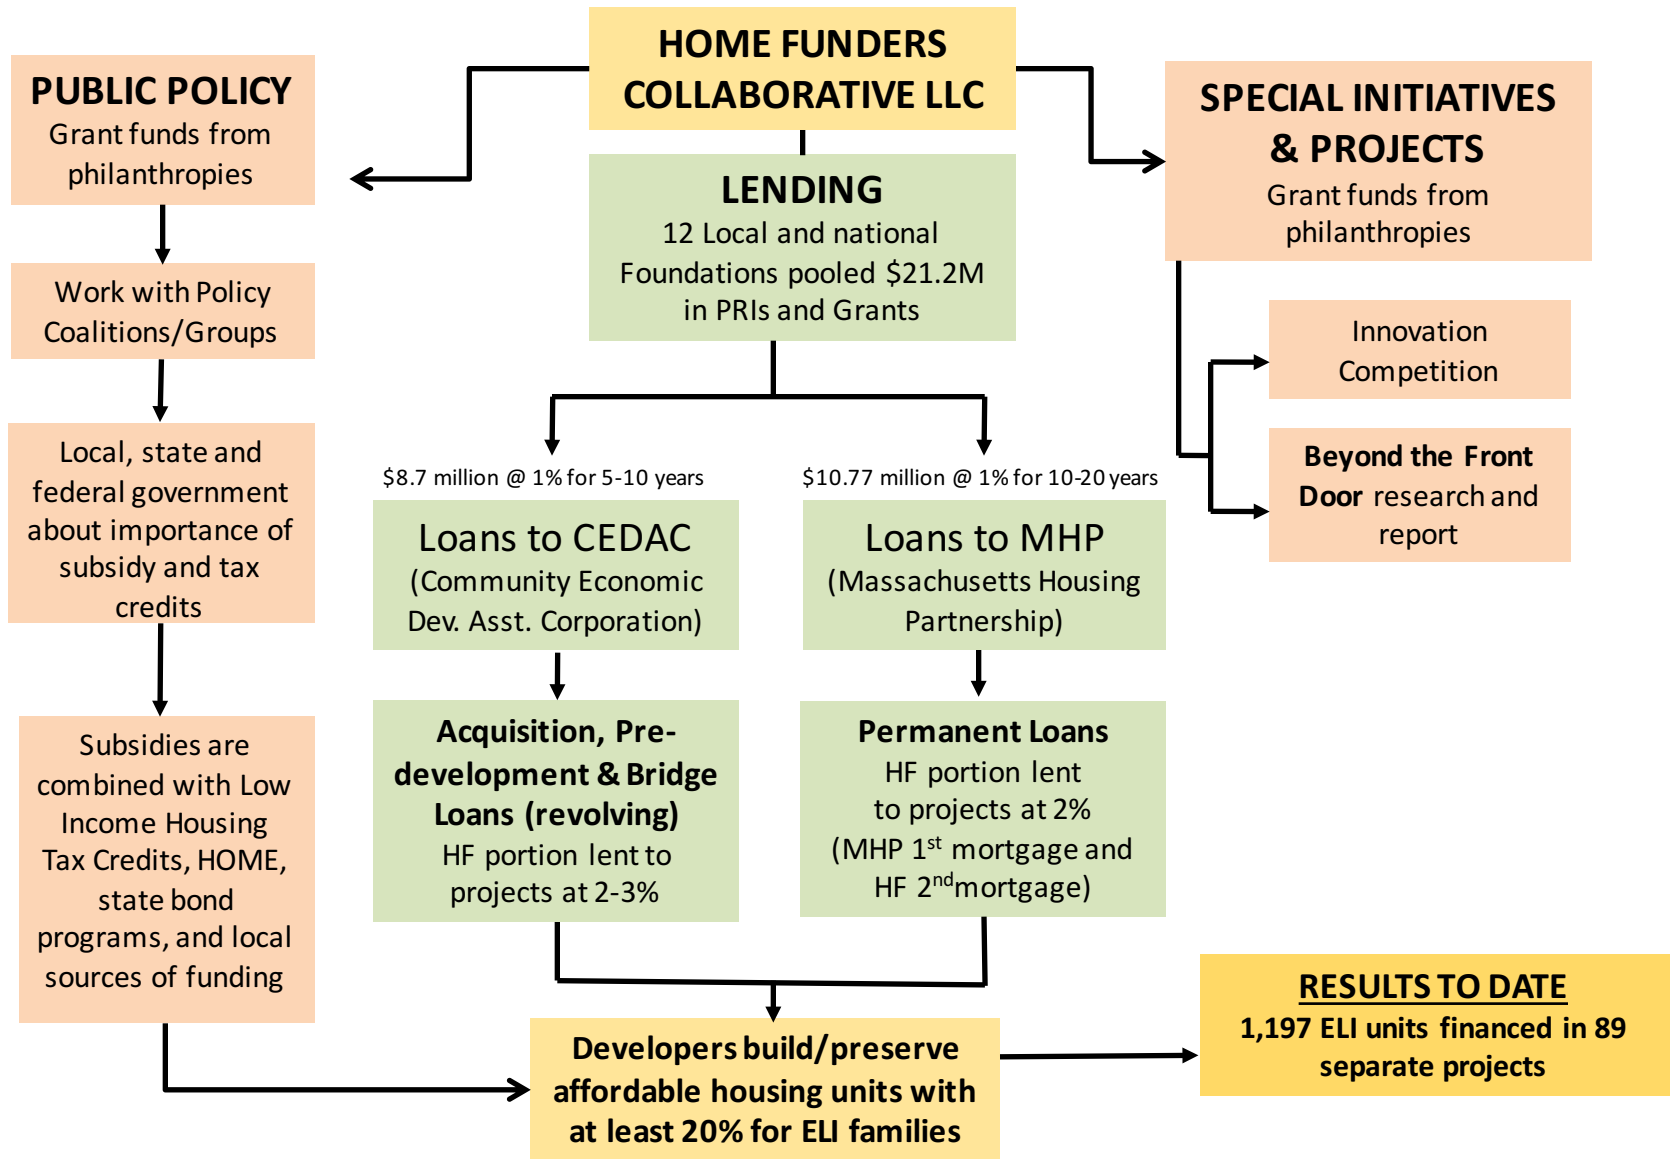 HOME FUNDERS
COLLABORATIVE LLC
PUBLIC POLICY
Grant funds from
philanthropies
Work with Policy
Coalitions/Groups
Local, state and
federal government
about importance of
subsidy and tax
credits
Subsidies are
combined with Low
Income Housing
Tax Credits, HOME,
state bond
programs, and local
sources of funding
LENDING
12 Local and national
Foundations pooled $21.2M
in PRIs and Grants
$8.7 million @ 1% for 5-10 years
Loans to CEDAC
(Community Economic
Dev. Asst. Corporation)
Acquisition, Pre-
development & Bridge
Loans (revolving)
HF portion lent to
projects at 2-3%
$10.77 million @ 1% for 10-20 years
Loans to MHP
(Massachusetts Housing
Partnership)
Permanent Loans
HF portion lent
to projects at 2%
(MHP 1st mortgage and
HF 2nd mortgage)
SPECIAL INITIATIVES
& PROJECTS
Grant funds from
philanthropies
Innovation
Competition
Beyond the Front
Door research and
report
Developers build/preserve
affordable housing units with
at least 20% for ELI families
RESULTS TO DATE
1,197 ELI units financed in 89
separate projects